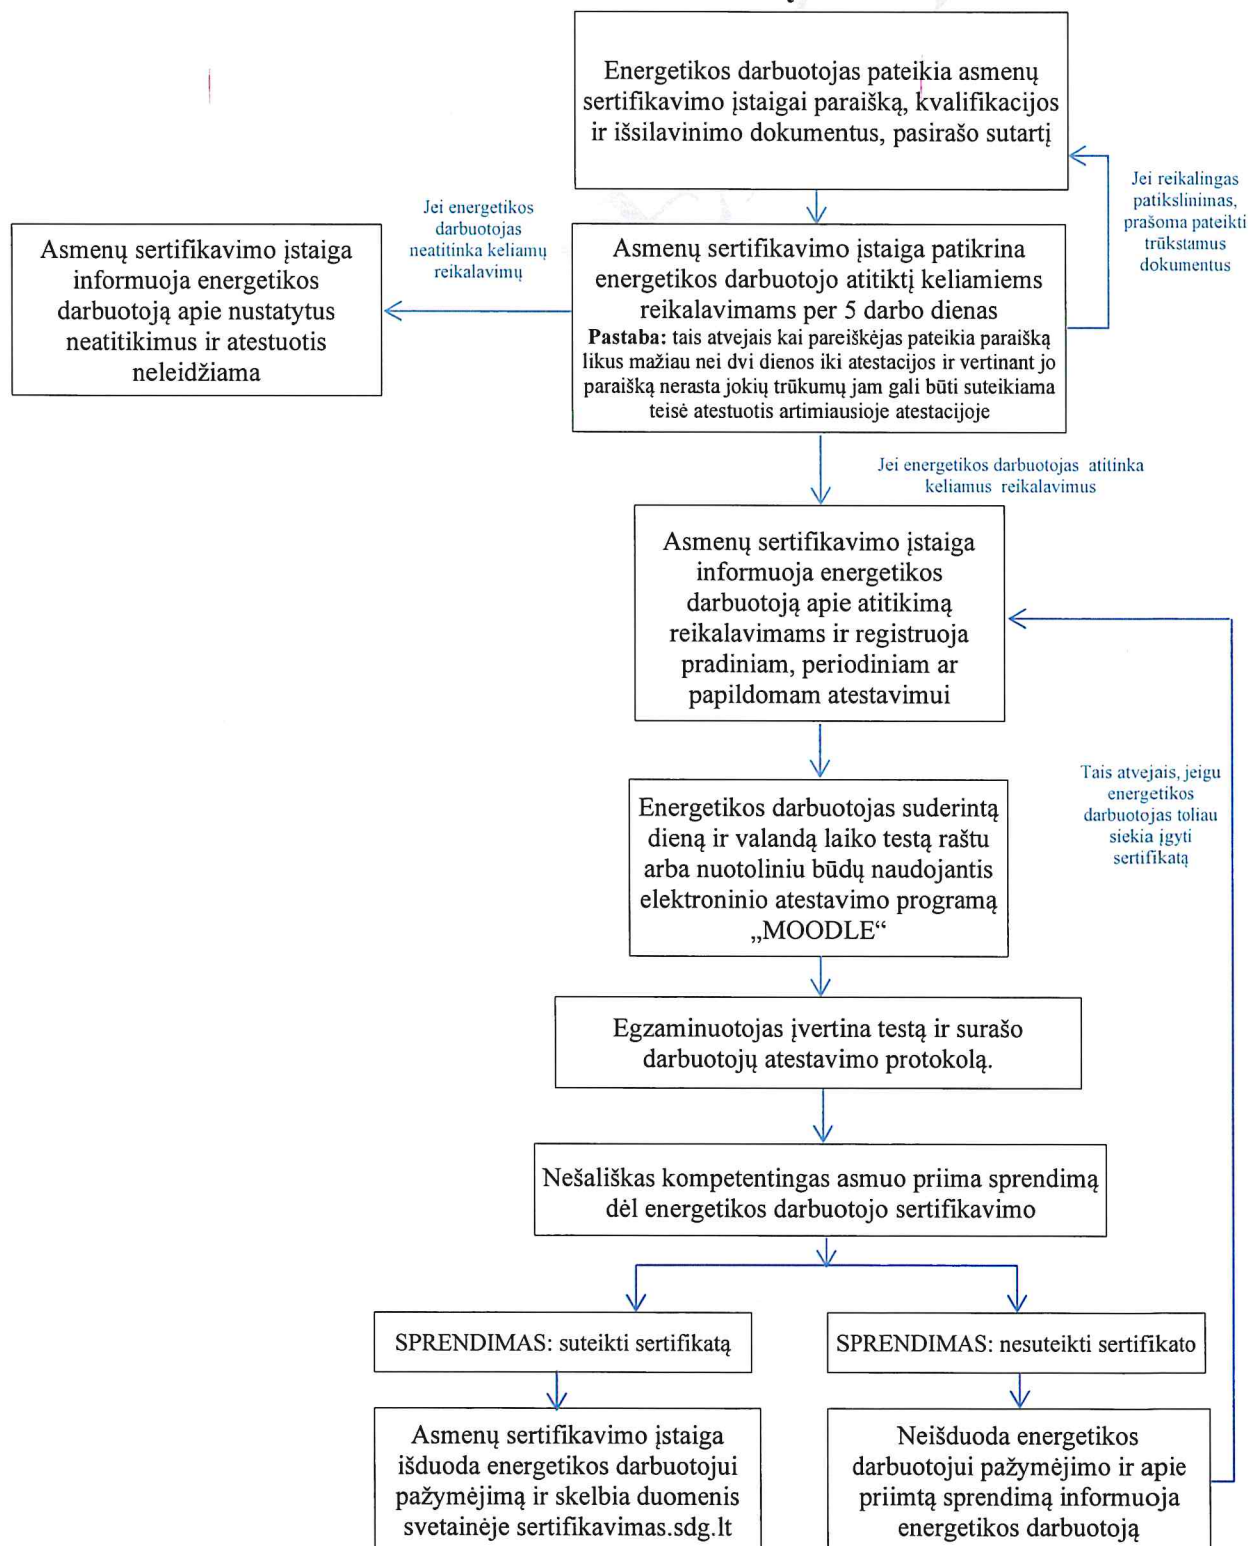 Energetikos darbuotojas pateikia asmenų
sertifikavimo įstaigai paraišką, kvalifikacijos
ir išsilavinimo dokumentus, pasirašo sutartį
Jei reikalingas
patikslinimas,
prašoma pateikti
trūkstamus
dokumentus
Jei energetikos
darbuotojas
neatitinka keliamų
reikalavimų
Asmenų sertifikavimo įstaiga
informuoja energetikos
darbuotoją apie nustatytus
neatitikimus ir atestuotis
neleidžiama
Asmenų sertifikavimo įstaiga patikrina
energetikos darbuotojo atitiktį keliamiems
reikalavimams per 5 darbo dienas
Pastaba: tais atvejais kai pareiškėjas pateikia paraišką
likus mažiau nei dvi dienos iki atestacijos ir vertinant jo
paraišką nerasta jokių trūkumų jam gali būti suteikiama
teisė atestuotis artimiausioje atestacijoje
Jei energetikos darbuotojas atitinka
keliamus reikalavimus
Asmenų sertifikavimo įstaiga
informuoja energetikos
darbuotoją apie atitikimą
reikalavimams ir registruoja
pradiniam, periodiniam ar
papildomam atestavimui
Tais atvejais, jeigu
energetikos
darbuotojas toliau
siekia įgyti
sertifikatą
Energetikos darbuotojas suderintą
dieną ir valandą laiko testą raštu
arba nuotoliniu būdų naudojantis
elektroninio atestavimo programą
„MOODLE“
Egzaminuotojas įvertina testą ir surašo
darbuotojų atestavimo protokolą.
Nešališkas kompetentingas asmuo priima sprendimą
dėl energetikos darbuotojo sertifikavimo
SPRENDIMAS: suteikti sertifikatą
SPRENDIMAS: nesuteikti sertifikato
Asmenų sertifikavimo įstaiga
išduoda energetikos darbuotojui
pažymėjimą ir skelbia duomenis
svetainėje sertifikavimas.sdg.lt
Neišduoda energetikos
darbuotojui pažymėjimo ir apie
priimtą sprendimą informuoja
energetikos darbuotoją